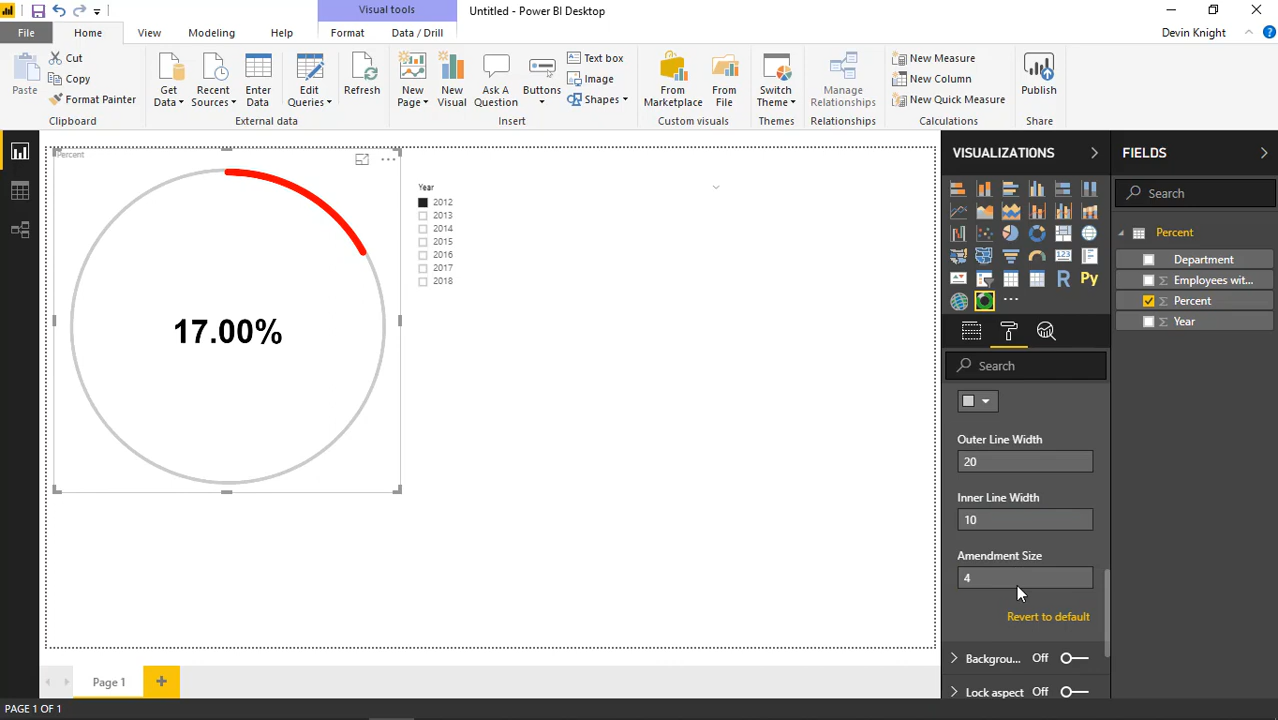 Visual tools
Untitled - Power BI Desktop
File
Home
View
Modeling
Help
Format
Data / Drill
Devin Knight
Paste
Cut
Copy
Format Painter
Clipboard
Get Data
Recent Sources
Enter Data
Edit Queries
External data
Refresh
New Page
New Visual
Ask A Question
Buttons
Text box
Image
Shapes
Insert
From Marketplace
From File
Custom visuals
Switch Theme
Themes
Manage Relationships
Relationships
New Measure
New Column
New Quick Measure
Calculations
Publish
Share
Percent
17.00%
Year
2012
2013
2014
2015
2016
2017
2018
VISUALIZATIONS
R
Py
Search
Outer Line Width
20
Inner Line Width
10
Amendment Size
4
Revert to default
Backgrou... Off
Lock aspect Off
FIELDS
Search
Percent
Department
Σ Employees wit...
Σ Percent
Σ Year
Page 1
PAGE 1 OF 1